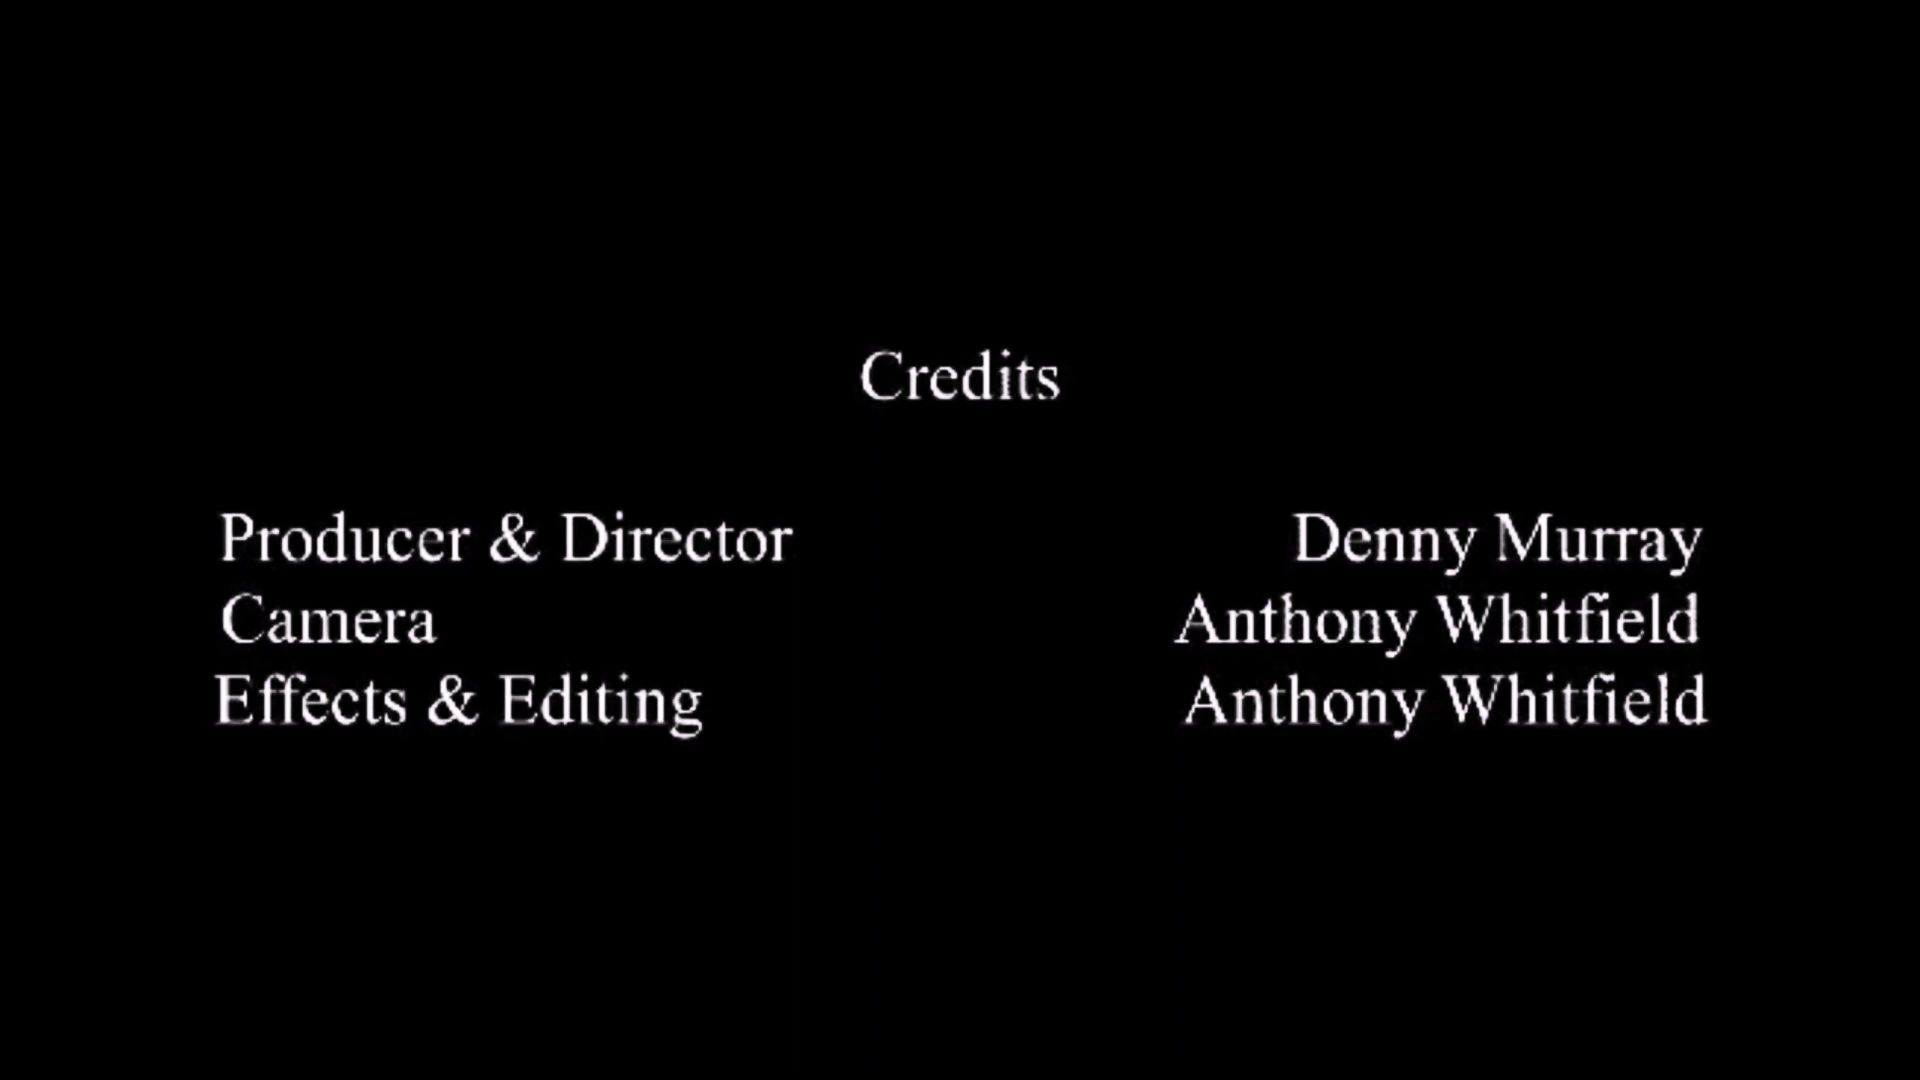 Credits
Producer & Director Denny Murray
Camera Anthony Whitfield
Effects & Editing Anthony Whitfield